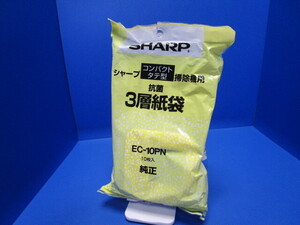 SHARP
シャープ コンパクトタテ型 掃除機用
抗菌
3層紙袋
EC-10PN
10枚入
純正